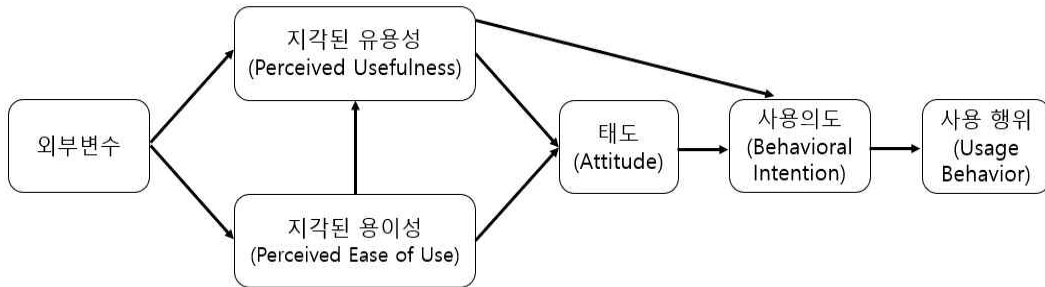 지각된 유용성
(Perceived Usefulness)
외부변수
태도
(Attitude)
사용의도
(Behavioral
Intention)
사용 행위
(Usage
Behavior)
지각된 용이성
(Perceived Ease of Use)